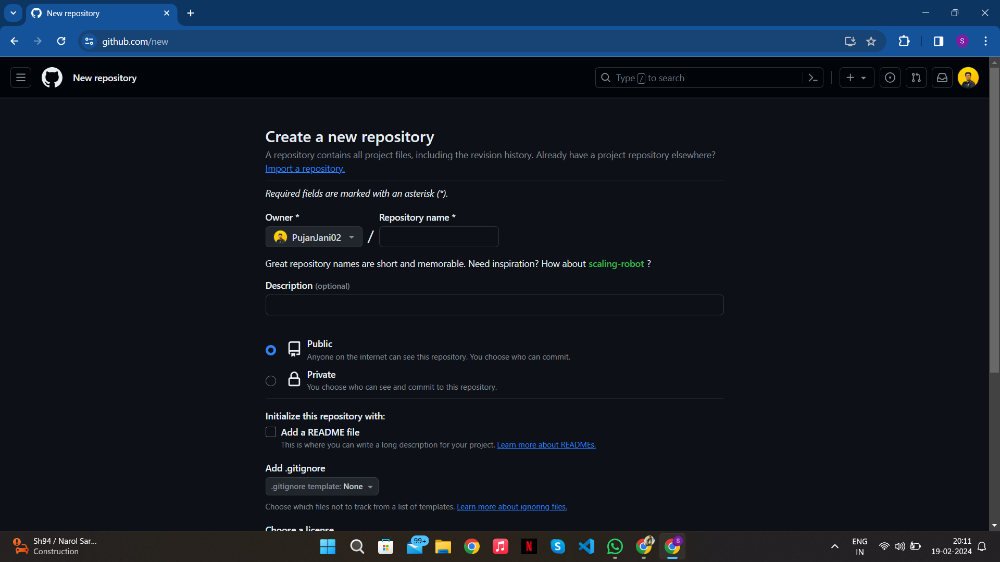 New repository
github.com/new
S
New repository
Type / to search
Create a new repository
A repository contains all project files, including the revision history. Already have a project repository elsewhere?
Import a repository.
Required fields are marked with an asterisk (*).
Owner *
Repository name *
PujanJani02
/
Great repository names are short and memorable. Need inspiration? How about scaling-robot ?
Description (optional)
Public
Anyone on the internet can see this repository. You choose who can commit.
Private
You choose who can see and commit to this repository.
Initialize this repository with:
Add a README file
This is where you can write a long description for your project. Learn more about READMEs.
Add .gitignore
.gitignore template: None
Choose which files not to track from a list of templates. Learn more about ignoring files.
Choose a license
Sh94 / Narol Sar...
Construction
99+
N
S
S
ENG
IN
20:11
19-02-2024